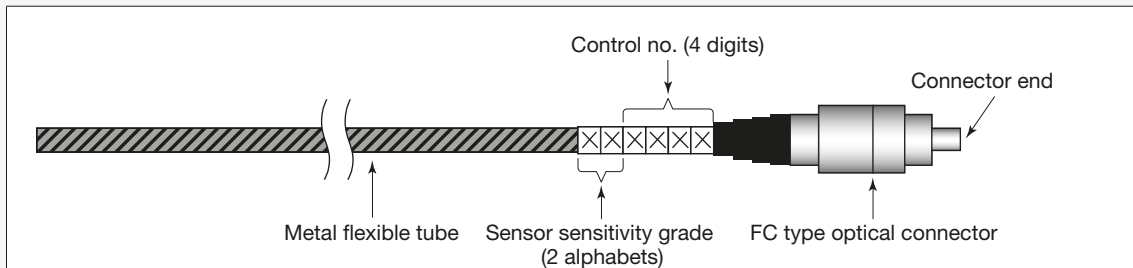 Control no. (4 digits)
Connector end
Metal flexible tube
Sensor sensitivity grade
(2 alphabets)
FC type optical connector